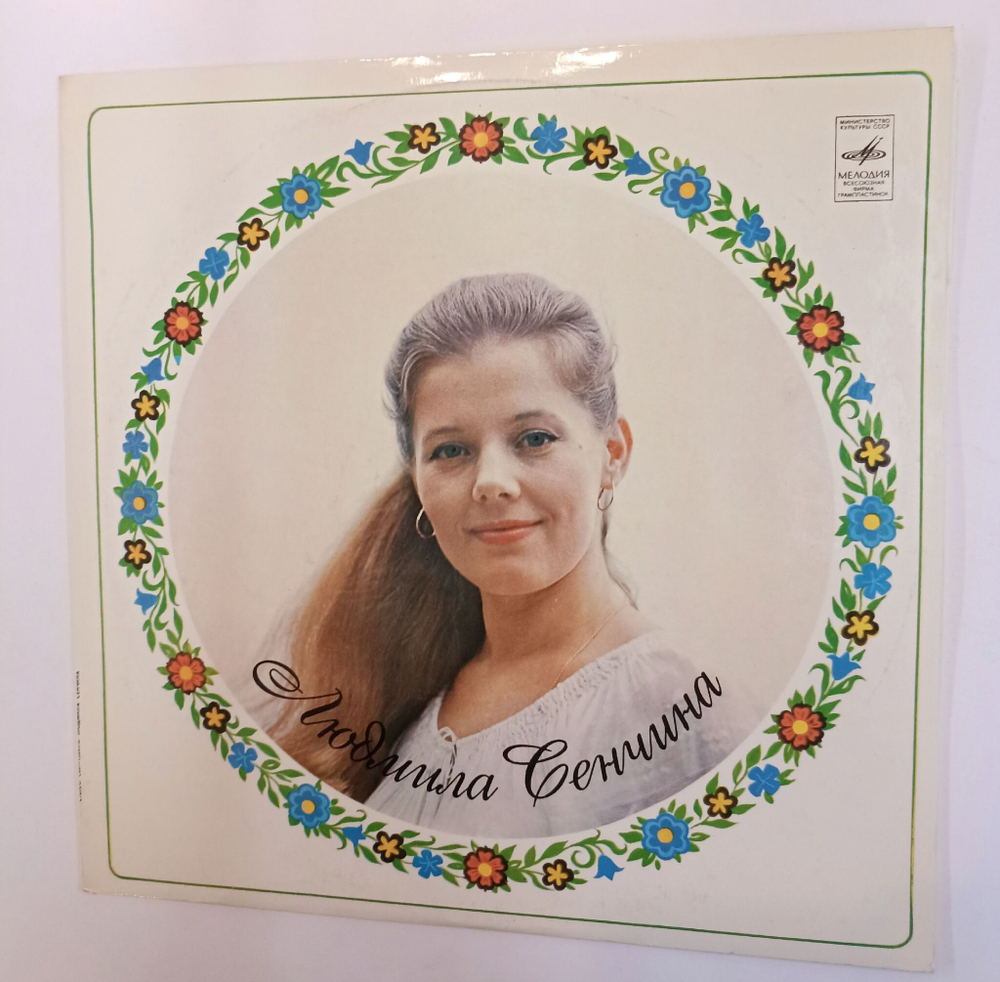 МИНИСТЕРСТВО
КУЛЬТУРЫ СССР
МЕЛОДИЯ
ВСЕСОЮЗНАЯ
ФИРМА
ГРАМПЛАСТИНОК
Людмила Сенчина